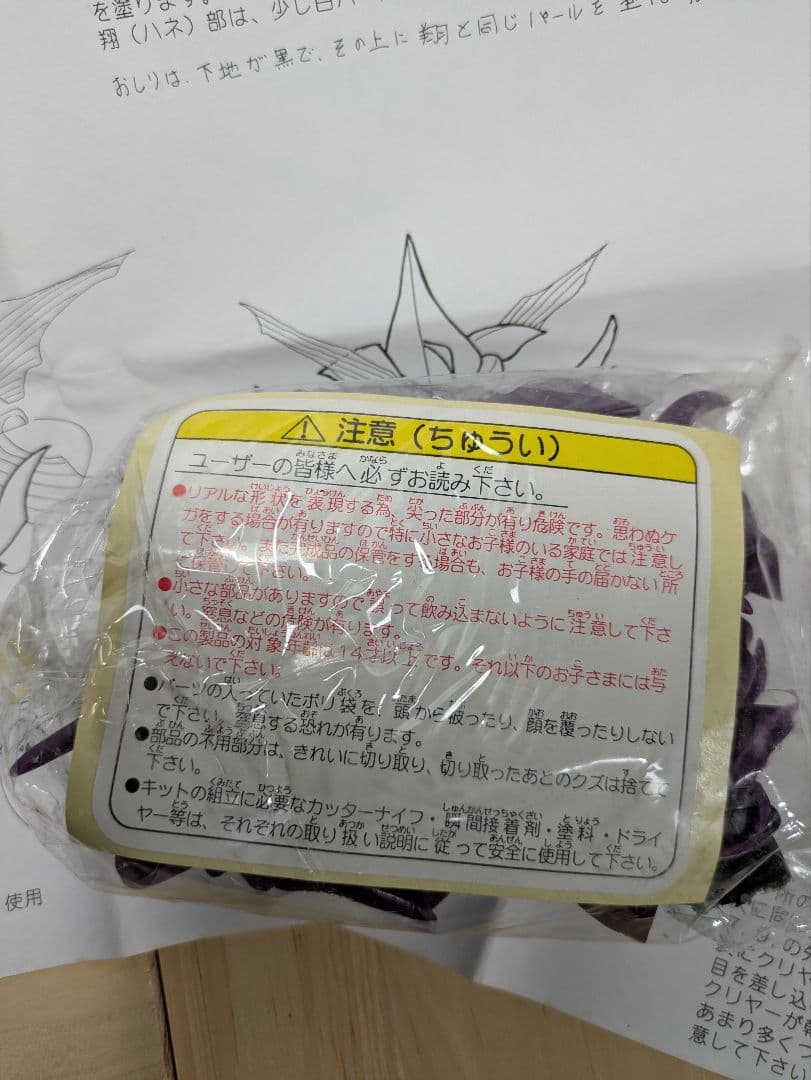 を塗ります。
翔（ハネ）部は、少し白
おしりは、下地が黒で、その上に翔と同じパールを
⚠ 注意（ちゅうい）
ユーザーの皆様へ必ずお読み下さい。
●リアルな形状を表現する為、尖った部分が有り危険です。思わぬケ
ガをする場合が有りますので特に小さなお子様のいる家庭では注意し
て下さい。また完成品の保管をする場合も、お子様の手の届かない所
に保管して下さい。
●小さな部品がありますので誤って飲み込まないように注意して下さ
い。窒息などの危険が有ります。
●この製品の対象年齢は14才以上です。それ以下のお子さまには与
えないで下さい。
●パーツの入っていたポリ袋を、頭から被ったり、顔を覆ったりしない
で下さい。窒息する恐れが有ります。
●部品の不用部分は、きれいに切り取り、切り取ったあとのクズは捨てて
下さい。
●キットの組立に必要なカッターナイフ・瞬間接着剤・塗料・ドライ
ヤー等は、それぞれの取り扱い説明に従って安全に使用して下さい。
使用
所の
クリヤ
目を差し込
クリヤーが
あまり多く
意して下さい